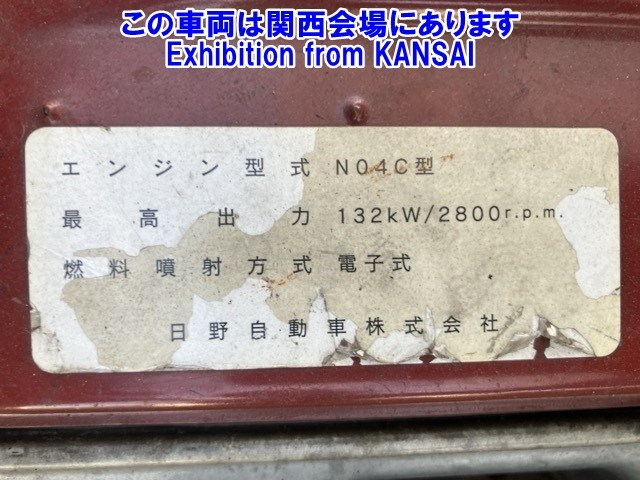 この車両は関西会場にあります
Exhibition from KANSAI
エンジン型式 N04C型
最高出力 132kW/2800r.p.m.
燃料噴射方式 電子式
日野自動車株式会社